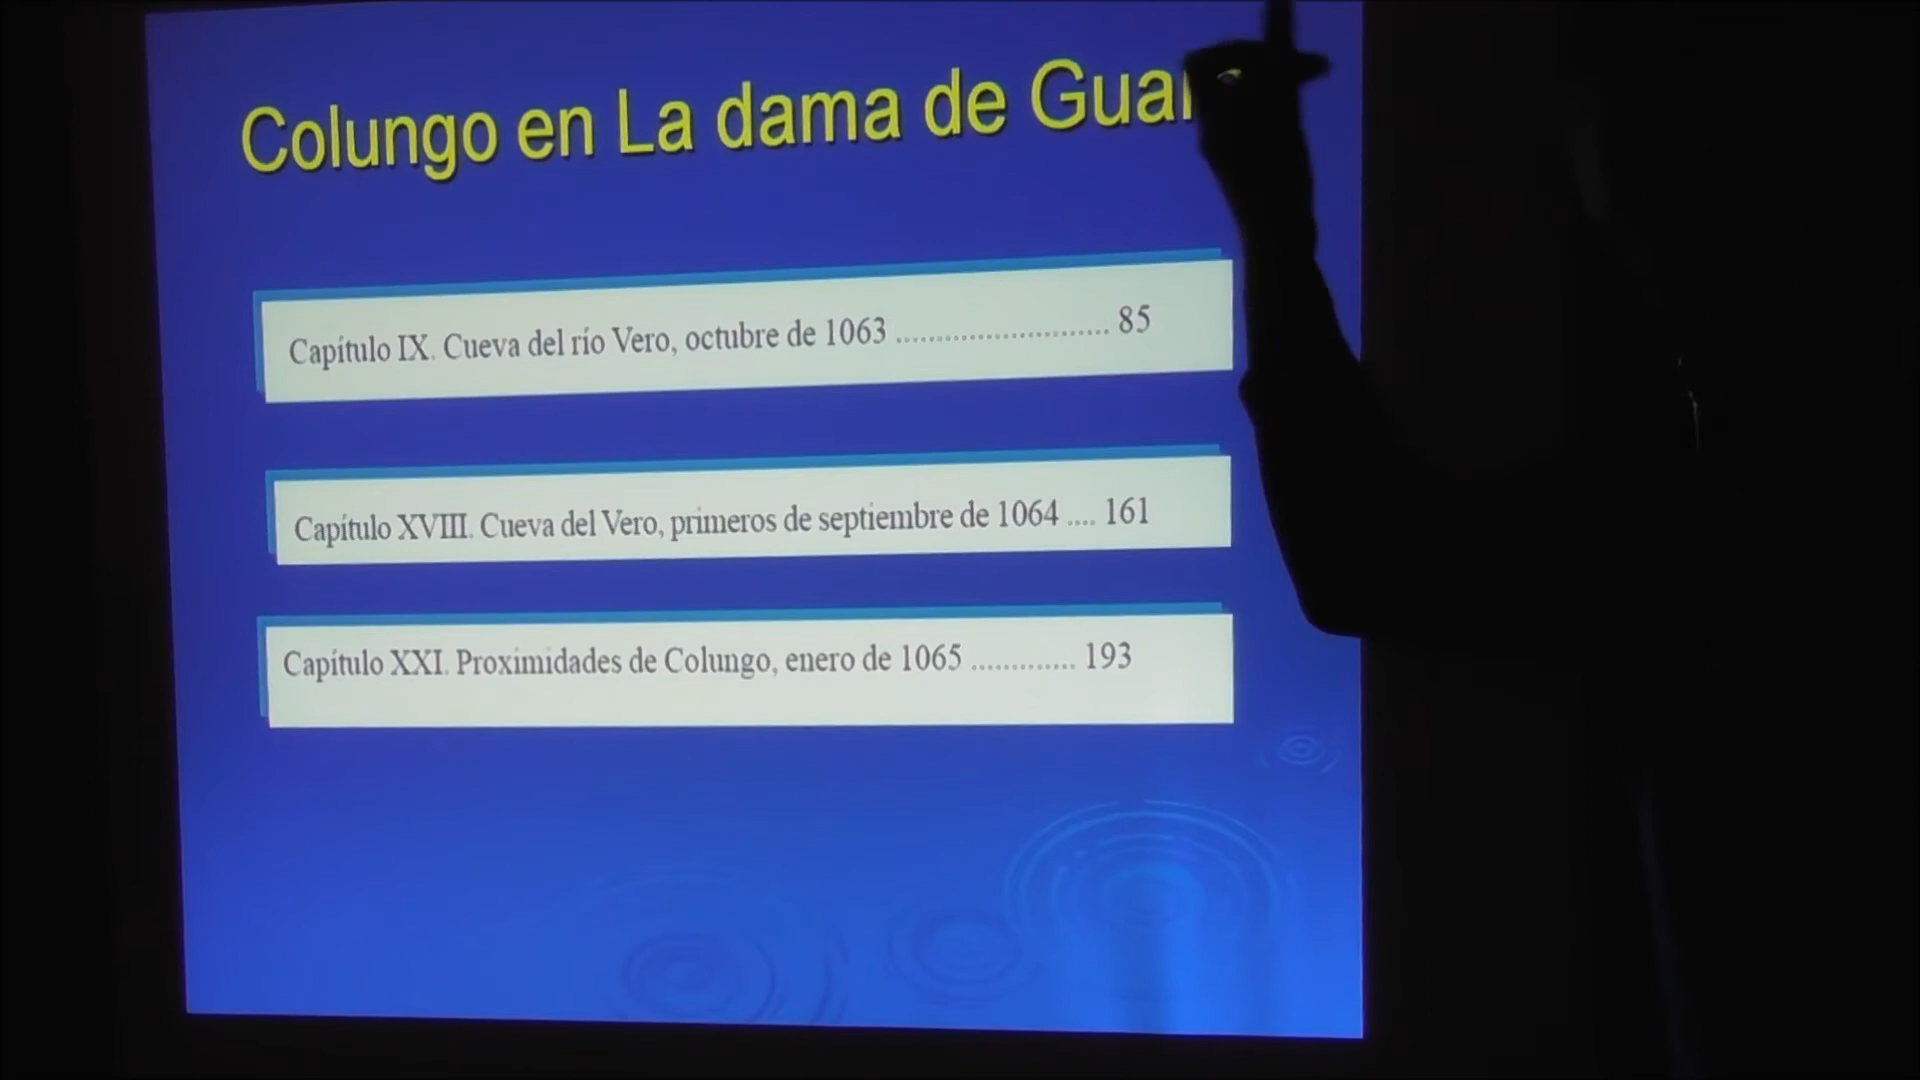 Colungo en La dama de
Capítulo IX. Cueva del río Vero, octubre de 1063 .......................... 85
Capítulo XVIII. Cueva del Vero, primeros de septiembre de 1064 .... 161
Capítulo XXI. Proximidades de Colungo, enero de 1065 ............. 193